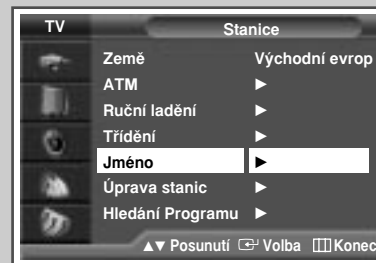 TV Stanice
Země Východní evrop
ATM ►
Ruční ladění ►
Třídění ►
Jméno ►
Úprava stanic ►
Hledání Programu ►
▲▼ Posunutí Volba Konec